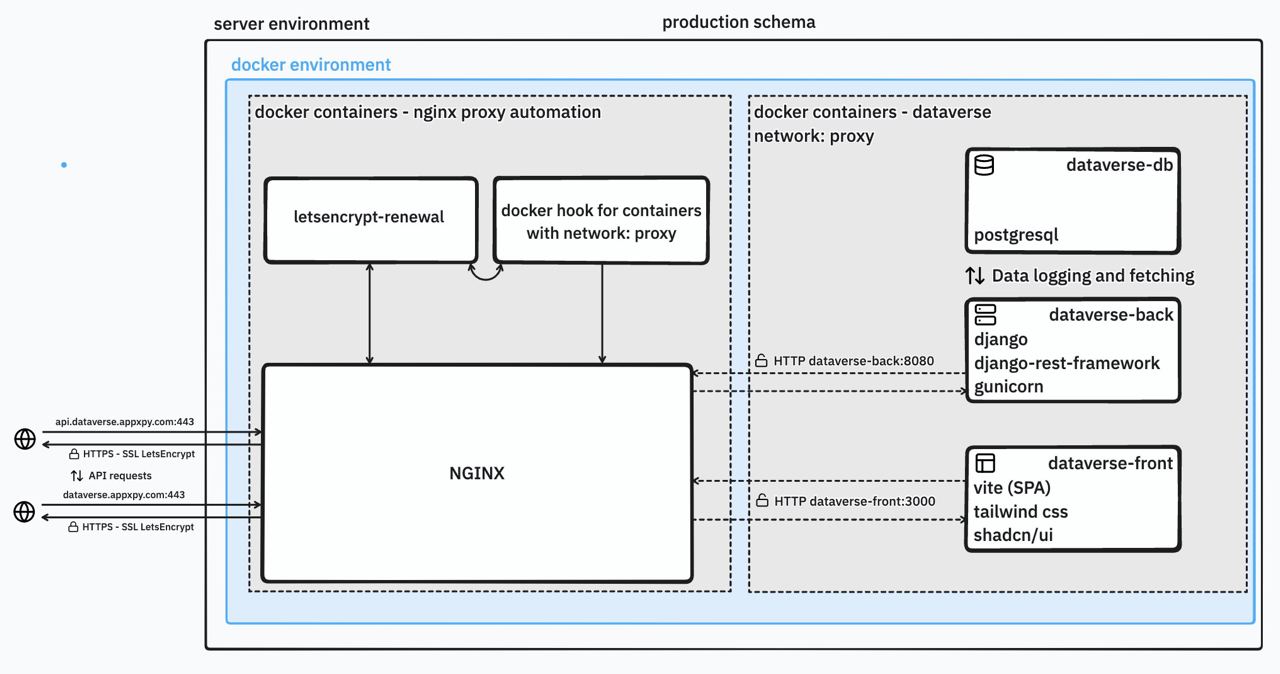 server environment
production schema
docker environment
docker containers - nginx proxy automation
docker containers - dataverse
network: proxy
letsencrypt-renewal
docker hook for containers
with network: proxy
dataverse-db
postgresql
Data logging and fetching
dataverse-back
django
django-rest-framework
gunicorn
HTTP dataverse-back:8080
api.dataverse.appxpy.com:443
HTTPS - SSL LetsEncrypt
API requests
dataverse.appxpy.com:443
HTTPS - SSL LetsEncrypt
NGINX
dataverse-front
vite (SPA)
tailwind css
shadcn/ui
HTTP dataverse-front:3000